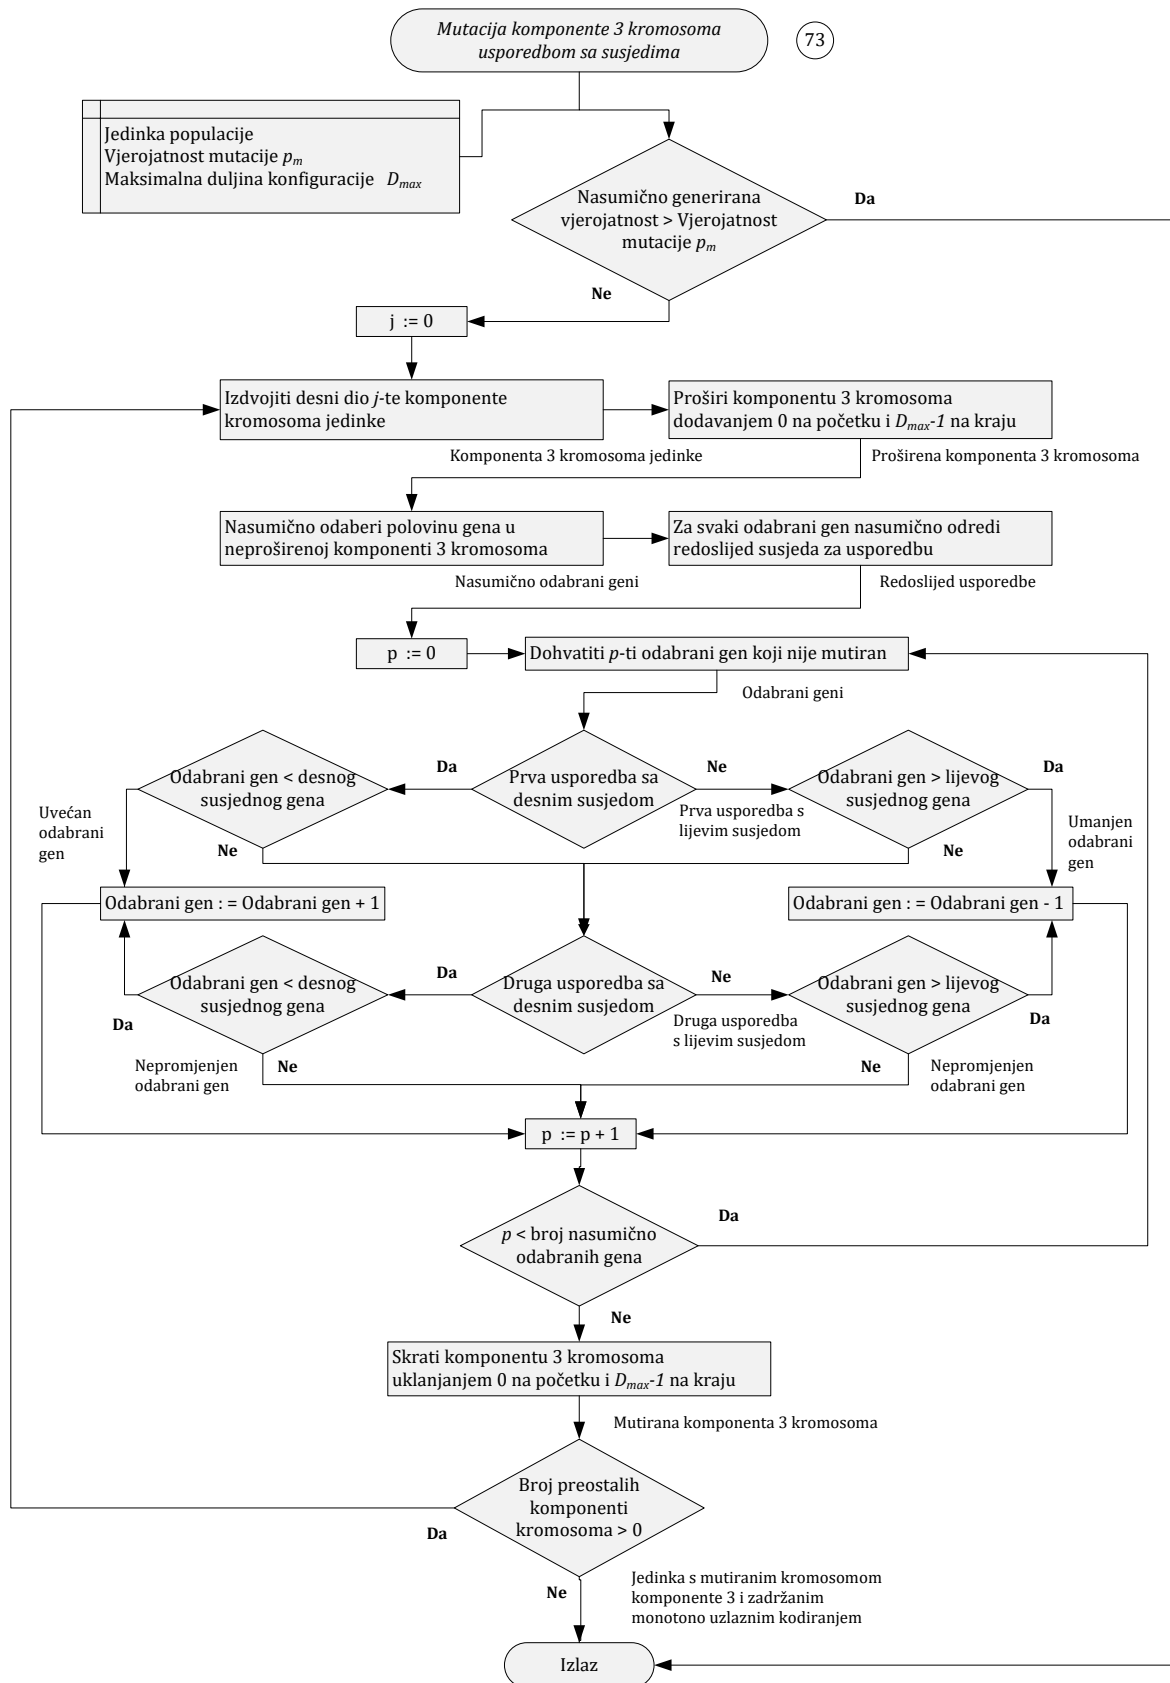 Mutacija komponente 3 kromosoma
usporedbom sa susjedima
73
Jedinka populacije
Vjerojatnost mutacije pm
Maksimalna duljina konfiguracije Dmax
Nasumično generirana
vjerojatnost > Vjerojatnost
mutacije pm
Da
Ne
j := 0
Izdvojiti desni dio j-te komponente
kromosoma jedinke
Proširi komponentu 3 kromosoma
dodavanjem 0 na početku i Dmax-1 na kraju
Komponenta 3 kromosoma jedinke
Proširena komponenta 3 kromosoma
Nasumično odaberi polovinu gena u
neproširenoj komponenti 3 kromosoma
Za svaki odabrani gen nasumično odredi
redoslijed susjeda za usporedbu
Nasumično odabrani geni
Redoslijed usporedbe
p := 0
Dohvatiti p-ti odabrani gen koji nije mutiran
Odabrani geni
Odabrani gen < desnog
susjednog gena
Da
Prva usporedba sa
desnim susjedom
Ne
Prva usporedba s
lijevim susjedom
Odabrani gen > lijevog
susjednog gena
Da
Uvećan
odabrani
gen
Ne
Ne
Umanjen
odabrani
gen
Odabrani gen : = Odabrani gen + 1
Odabrani gen : = Odabrani gen - 1
Odabrani gen < desnog
susjednog gena
Da
Da
Druga usporedba sa
desnim susjedom
Ne
Druga usporedba
s lijevim susjedom
Odabrani gen > lijevog
susjednog gena
Da
Nepromjenjen
odabrani gen
Ne
Ne
Nepromjenjen
odabrani gen
p := p + 1
p < broj nasumično
odabranih gena
Da
Ne
Skrati komponentu 3 kromosoma
uklanjanjem 0 na početku i Dmax-1 na kraju
Mutirana komponenta 3 kromosoma
Broj preostalih
komponenti
kromosoma > 0
Da
Ne
Jedinka s mutiranim kromosomom
komponente 3 i zadržanim
monotono uzlaznim kodiranjem
Izlaz